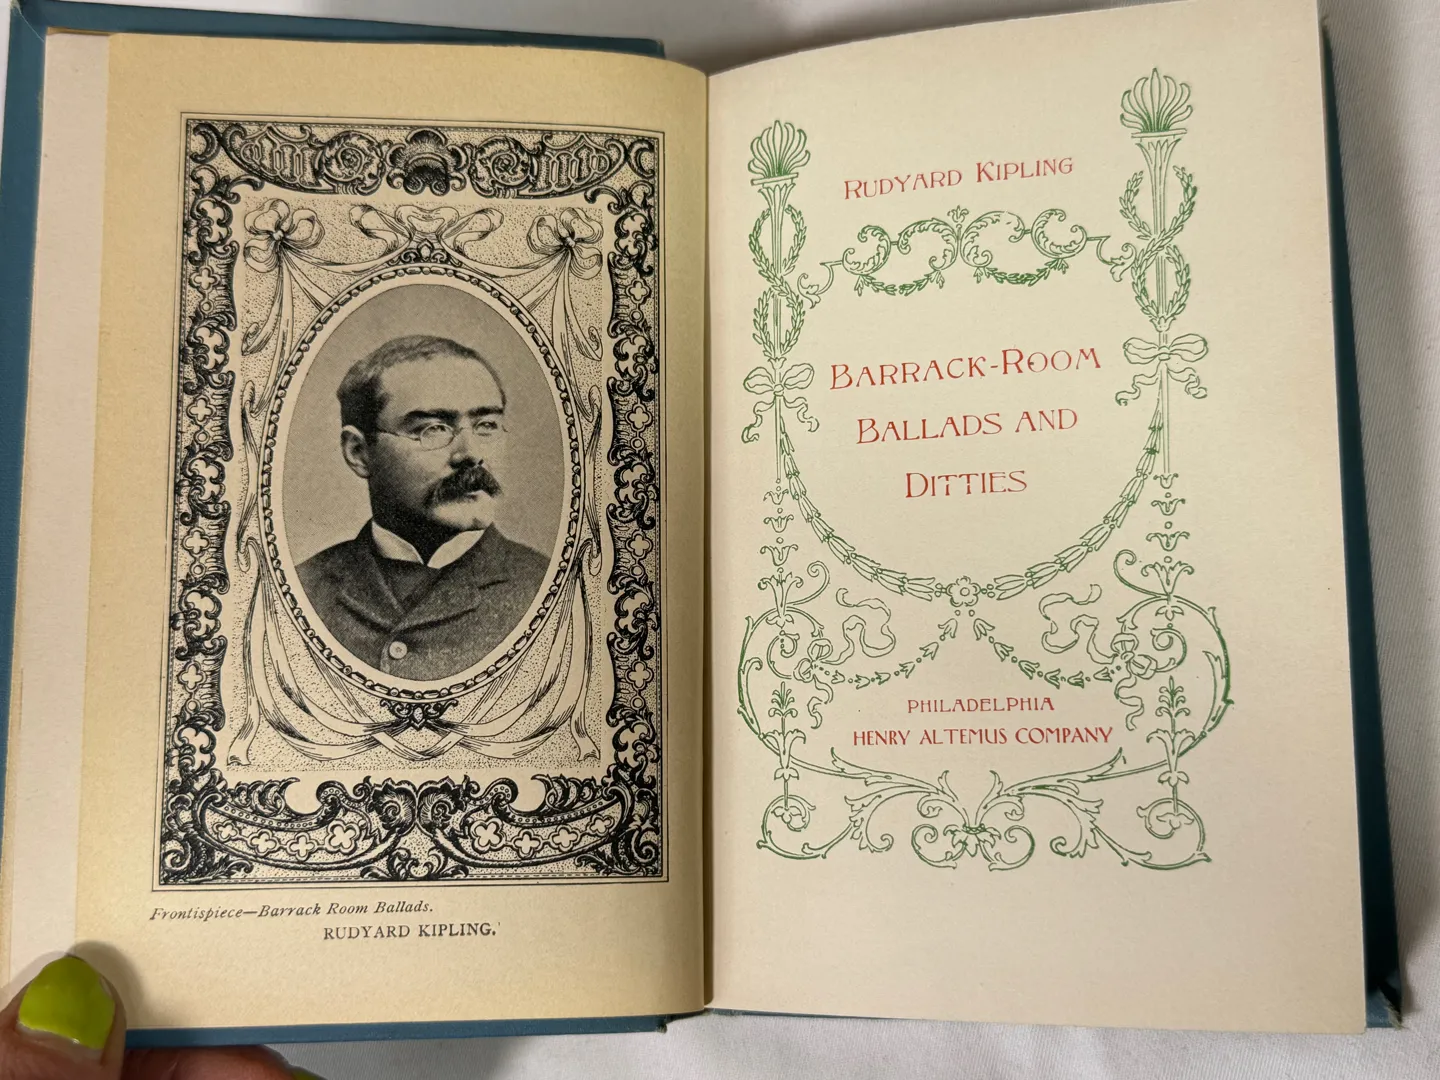 Frontispiece—Barrack Room Ballads.
RUDYARD KIPLING.
RUDYARD KIPLING
BARRACK-ROOM
BALLADS AND
DITTIES
PHILADELPHIA
HENRY ALTEMUS COMPANY